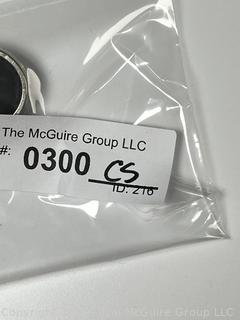 The McGuire Group LLC
#: 0300 CS
ID: 216